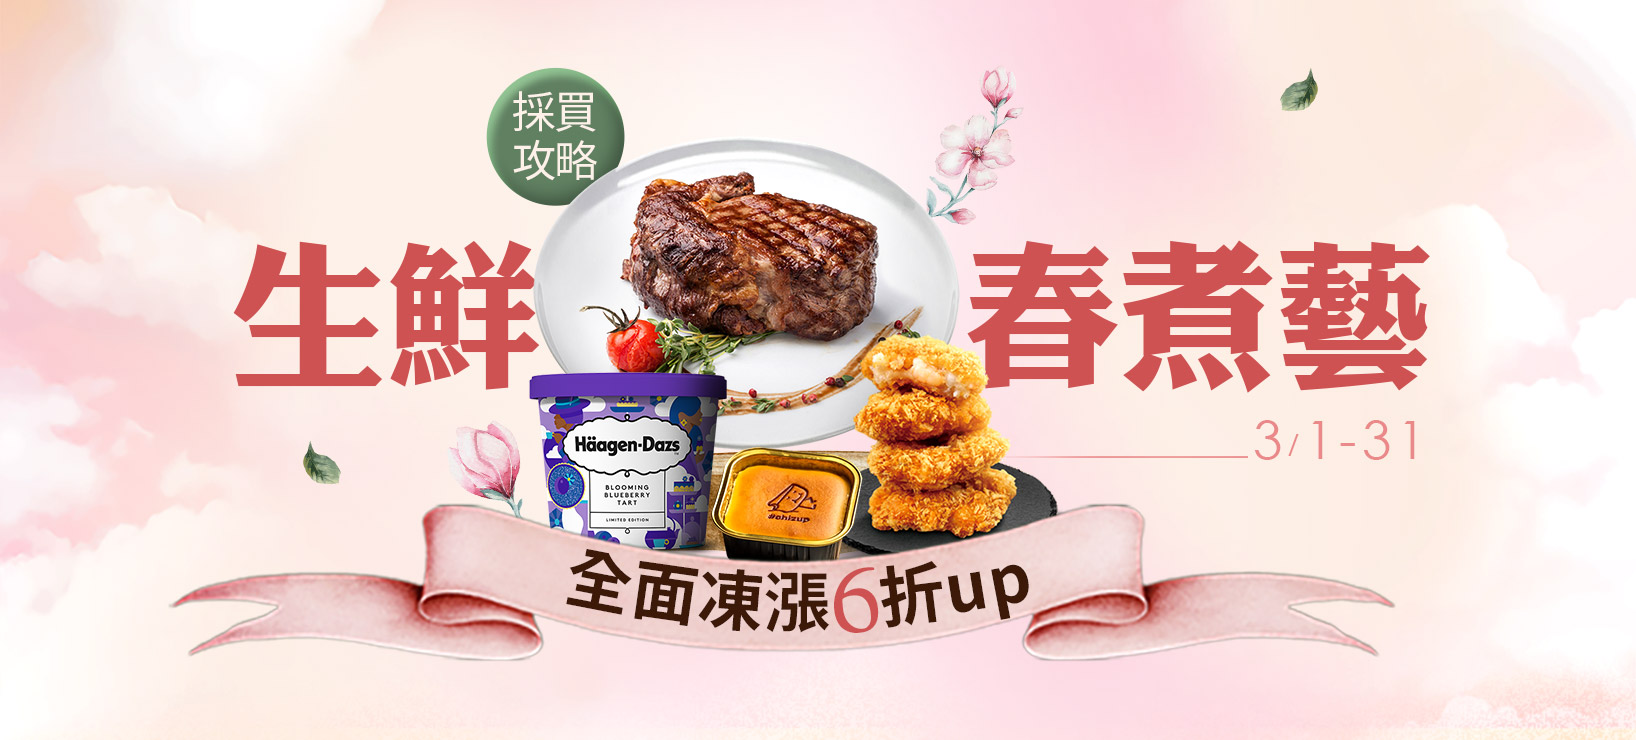 採買
攻略
生鮮 春煮藝
3/1-31
Häagen-Dazs
BLOOMING
BLUEBERRY
TART
LIMITED EDITION
#chizup
全面凍漲6折up